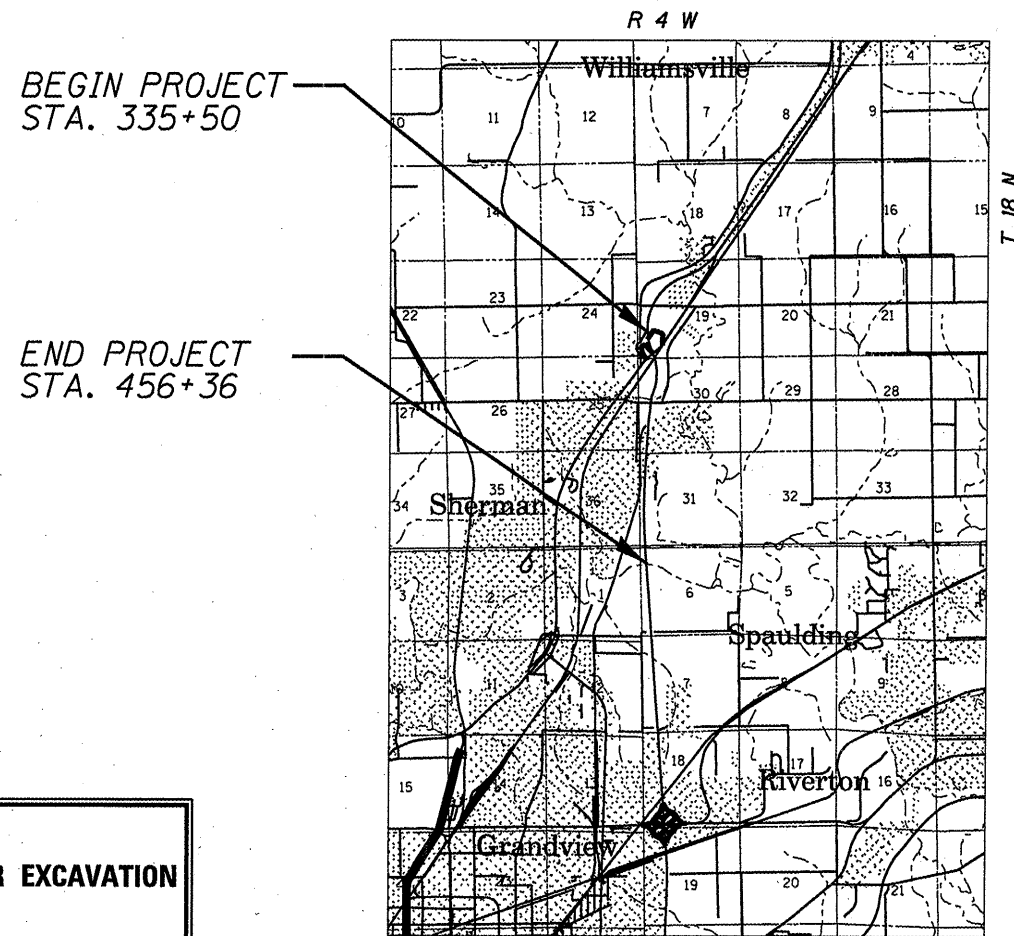 R 4 W
BEGIN PROJECT
STA. 335+50
Williamsville
4
10 11 12 7 8 9
T 18 N
14 13 18 17 16 15
23
22 24 19 20 21
END PROJECT
STA. 456+36
30 29 28
27 26 25
35 36 31 32 33
34 Sherman
3 2 1 6 5
Spaulding
11 7 8 9
15 18 17 16
Riverton
Grandview
EXCAVATION
19 20 21